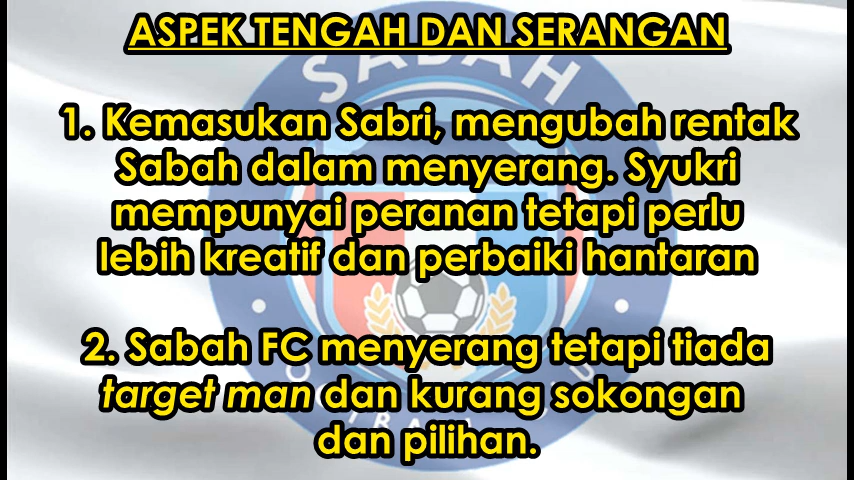 ASPEK TENGAH DAN SERANGAN
1. Kemasukan Sabri, mengubah rentak
Sabah dalam menyerang. Syukri
mempunyai peranan tetapi perlu
lebih kreatif dan perbaiki hantaran
2. Sabah FC menyerang tetapi tiada
target man dan kurang sokongan
dan pilihan.
SABAH